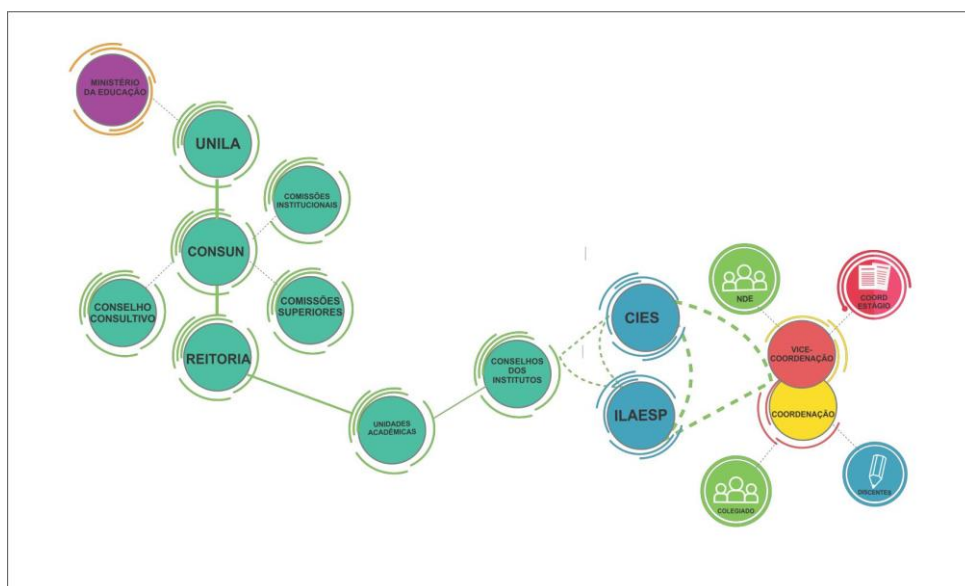 MINISTÉRIO
DA EDUCAÇÃO
UNILA
COMISSÕES
INSTITUCIONAIS
CONSUN
CONSELHO
CONSULTIVO
COMISSÕES
SUPERIORES
REITORIA
UNIDADES
ACADÊMICAS
CONSELHOS
DOS
INSTITUTOS
CIES
ILAESP
NDE
COORD
ESTÁGIO
VICE-
COORDENAÇÃO
COORDENAÇÃO
COLEGIADO
DISCENTES